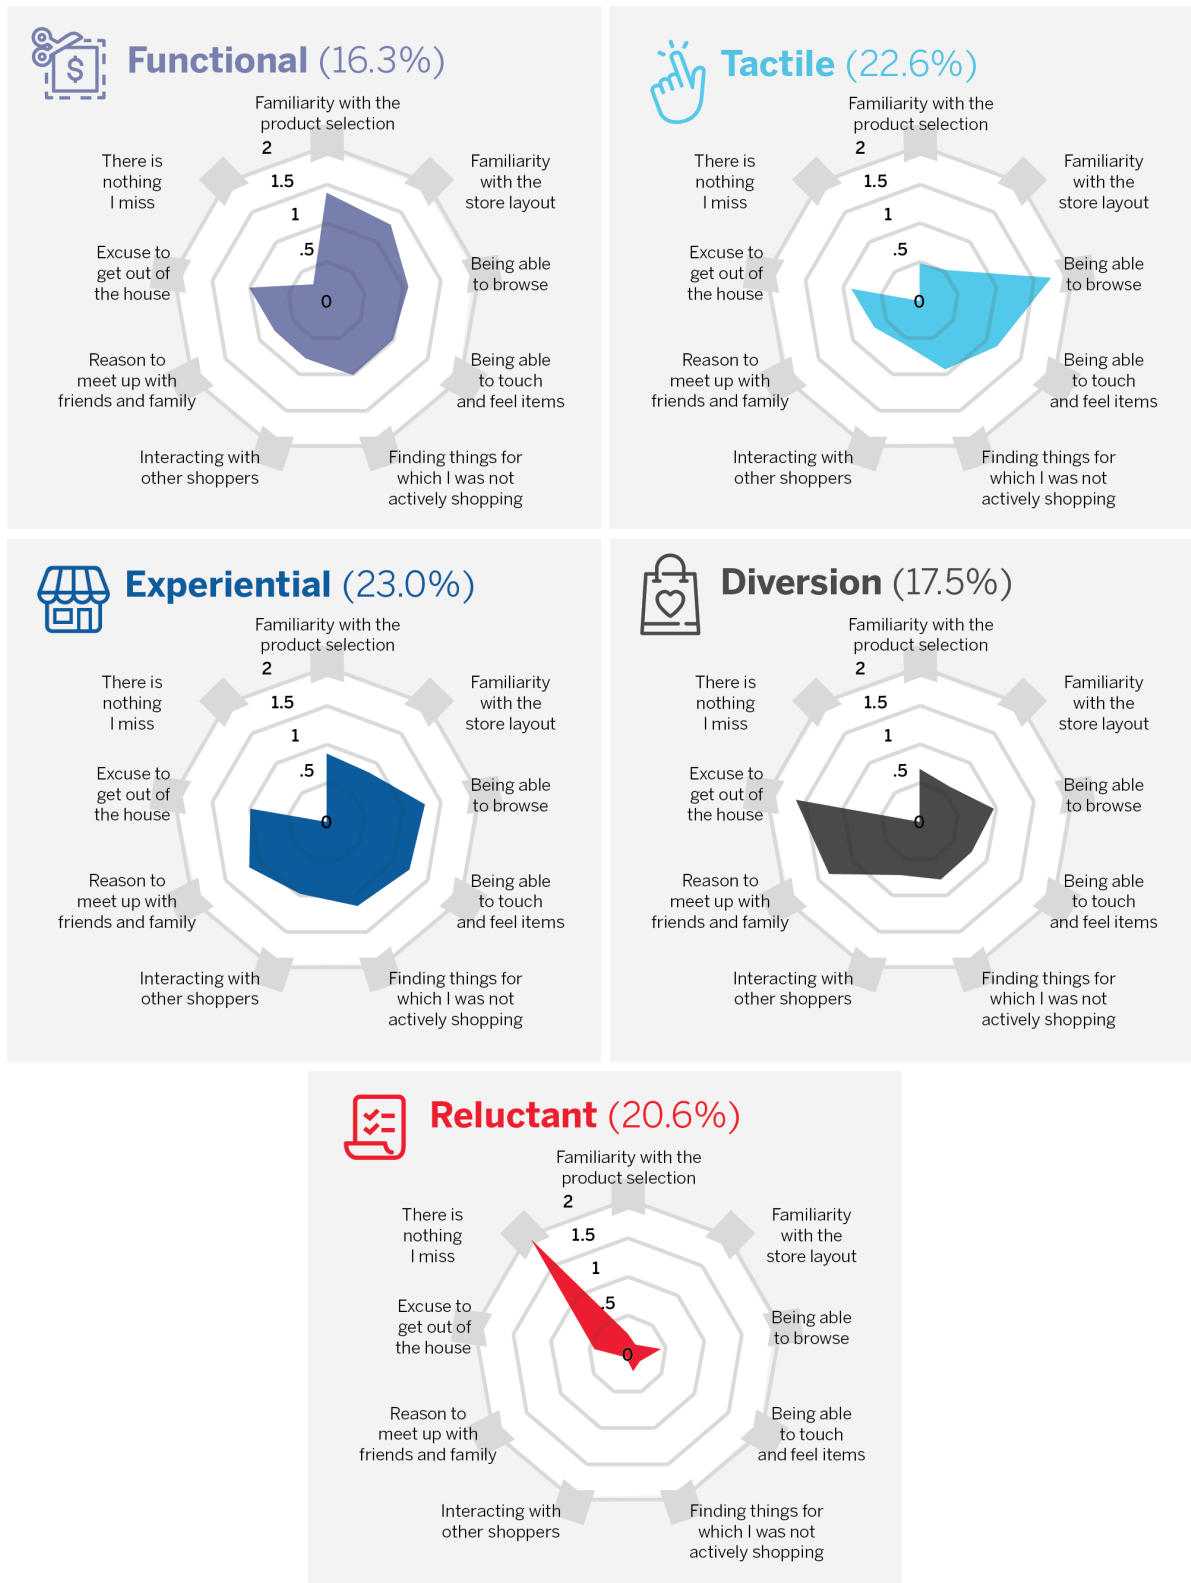 Functional (16.3%)
Familiarity with the
product selection
2
1.5
1
.5
0
There is
nothing
I miss
Familiarity
with the
store layout
Excuse to
get out of
the house
Being able
to browse
Reason to
meet up with
friends and family
Being able
to touch
and feel items
Interacting with
other shoppers
Finding things for
which I was not
actively shopping
Tactile (22.6%)
Familiarity with the
product selection
2
1.5
1
.5
0
There is
nothing
I miss
Familiarity
with the
store layout
Excuse to
get out of
the house
Being able
to browse
Reason to
meet up with
friends and family
Being able
to touch
and feel items
Interacting with
other shoppers
Finding things for
which I was not
actively shopping
Experiential (23.0%)
Familiarity with the
product selection
2
1.5
1
.5
0
There is
nothing
I miss
Familiarity
with the
store layout
Excuse to
get out of
the house
Being able
to browse
Reason to
meet up with
friends and family
Being able
to touch
and feel items
Interacting with
other shoppers
Finding things for
which I was not
actively shopping
Diversion (17.5%)
Familiarity with the
product selection
2
1.5
1
.5
0
There is
nothing
I miss
Familiarity
with the
store layout
Excuse to
get out of
the house
Being able
to browse
Reason to
meet up with
friends and family
Being able
to touch
and feel items
Interacting with
other shoppers
Finding things for
which I was not
actively shopping
Reluctant (20.6%)
Familiarity with the
product selection
2
1.5
1
.5
0
There is
nothing
I miss
Familiarity
with the
store layout
Excuse to
get out of
the house
Being able
to browse
Reason to
meet up with
friends and family
Being able
to touch
and feel items
Interacting with
other shoppers
Finding things for
which I was not
actively shopping
$